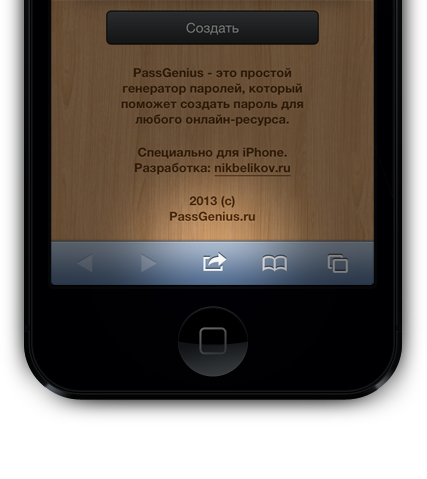 Создать
PassGenius - это простой
генератор паролей, который
поможет создать пароль для
любого онлайн-ресурса.
Специально для iPhone.
Разработка: nikbelikov.ru
2013 (c)
PassGenius.ru